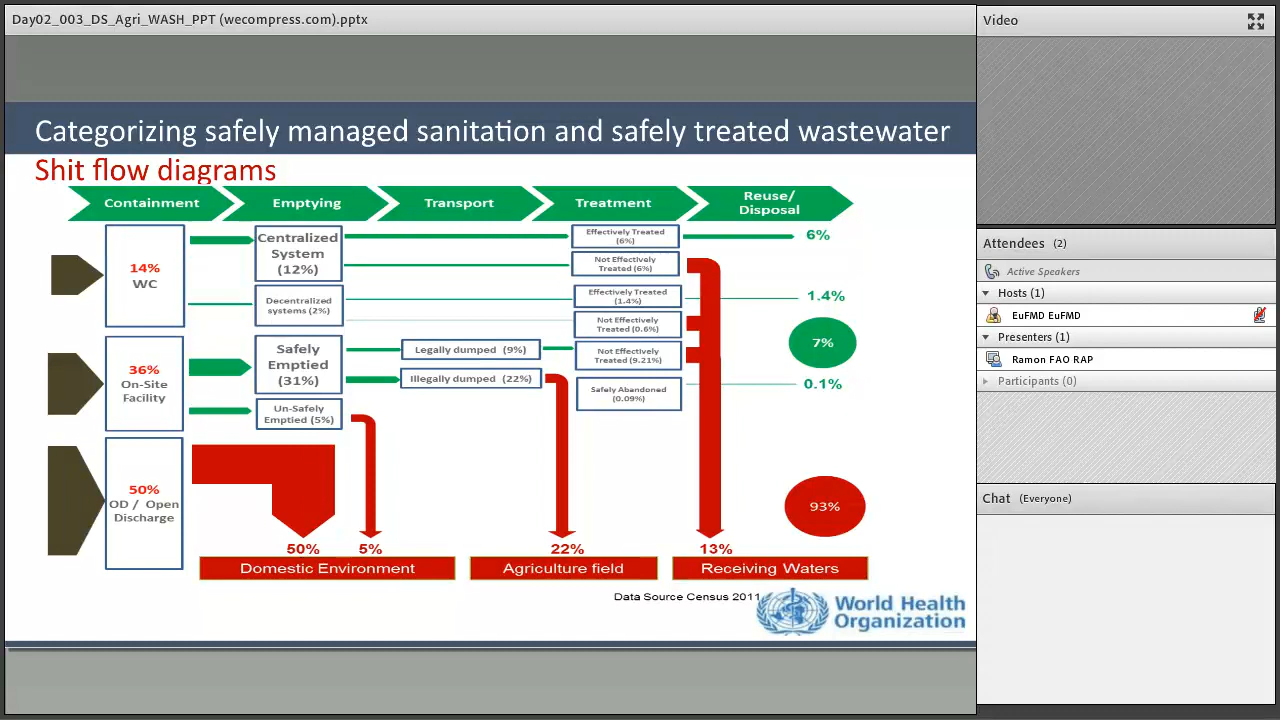 Day02_003_DS_Agri_WASH_PPT (wecompress.com).pptx
Categorizing safely managed sanitation and safely treated wastewater
Shit flow diagrams
Containment
Emptying
Transport
Treatment
Reuse/
Disposal
14%
WC
Centralized
System
(12%)
Effectively Treated
(6%)
6%
Not Effectively
Treated (6%)
Decentralized
systems (2%)
Effectively Treated
(1.4%)
1.4%
Not Effectively
Treated (0.6%)
7%
36%
On-Site
Facility
Safely
Emptied
(31%)
Legally dumped (9%)
Not Effectively
Treated (9.21%)
Illegally dumped (22%)
Safely Abandoned
(0.09%)
0.1%
Un-Safely
Emptied (5%)
50%
OD / Open
Discharge
93%
50%
5%
22%
13%
Domestic Environment
Agriculture field
Receiving Waters
Data Source Census 2011
World Health
Organization
Video
Attendees (2)
Active Speakers
Hosts (1)
EuFMD EuFMD
Presenters (1)
Ramon FAO RAP
Participants (0)
Chat (Everyone)